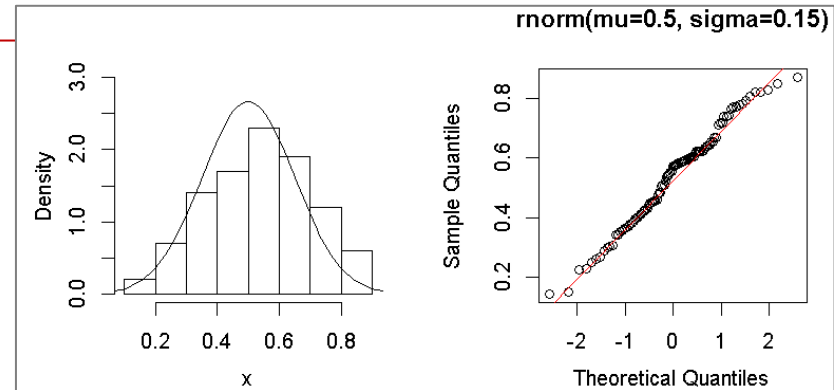 rnorm(mu=0.5, sigma=0.15)
Density
0.0 1.0 2.0 3.0
0.2 0.4 0.6 0.8
x
Sample Quantiles
0.2 0.4 0.6 0.8
-2 -1 0 1 2
Theoretical Quantiles